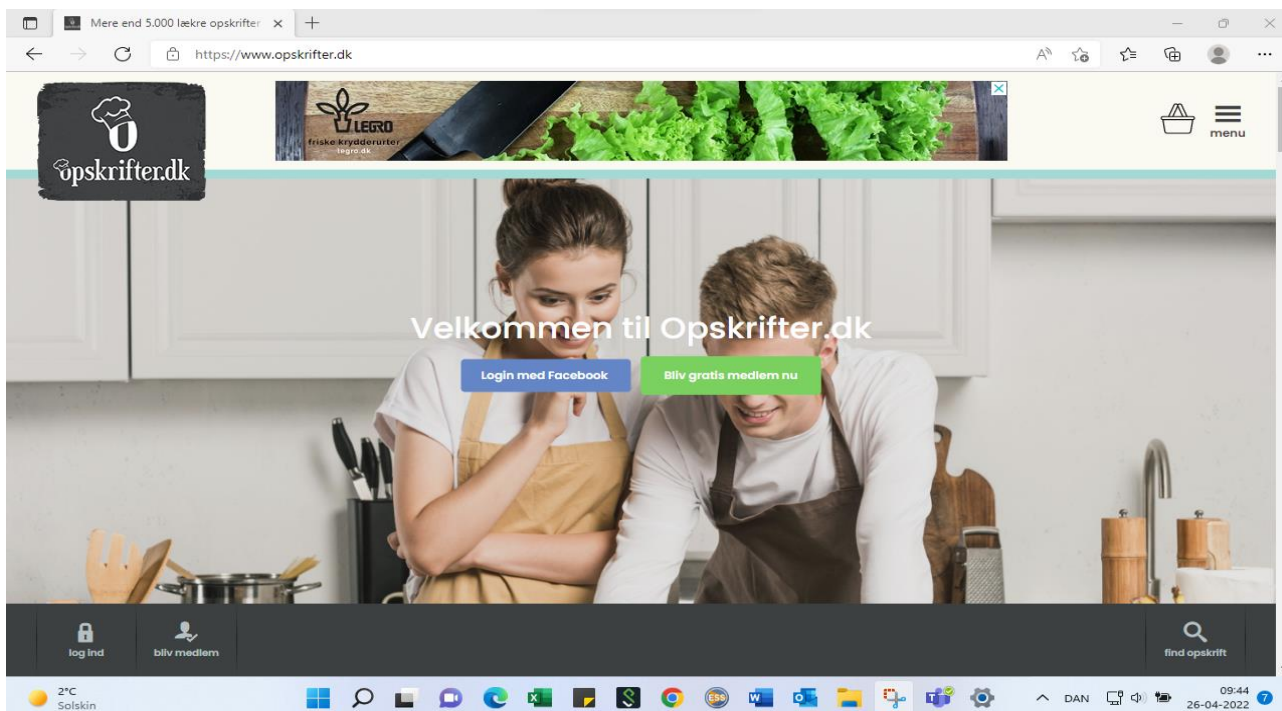 Mere end 5.000 lækre opskrifter
https://www.opskrifter.dk
LEGRO
friske krydderurter
legro.dk
menu
opskrifter.dk
Velkommen til Opskrifter.dk
Login med Facebook
Bliv gratis medlem nu
log ind
bliv medlem
find opskrift
2°C
Solskin
ESS
DAN
09:44
26-04-2022
7